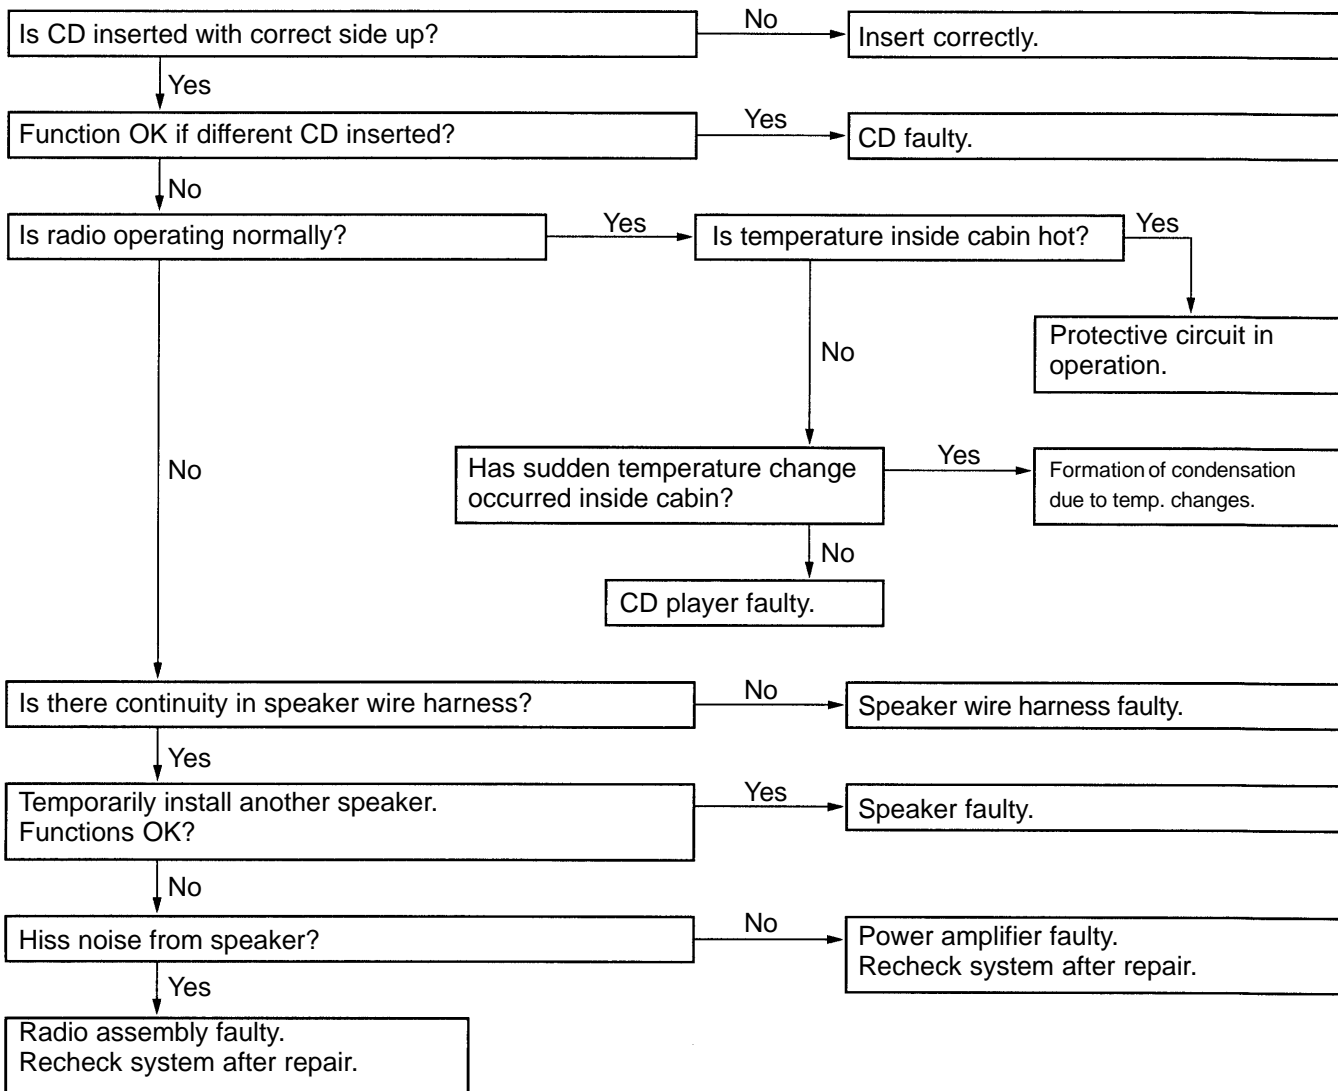 Is CD inserted with correct side up?
No
Insert correctly.
Yes
Function OK if different CD inserted?
Yes
CD faulty.
No
Is radio operating normally?
Yes
Is temperature inside cabin hot?
Yes
Protective circuit in
operation.
No
No
Has sudden temperature change
occurred inside cabin?
Yes
Formation of condensation
due to temp. changes.
No
CD player faulty.
Is there continuity in speaker wire harness?
No
Speaker wire harness faulty.
Yes
Temporarily install another speaker.
Functions OK?
Yes
Speaker faulty.
No
Hiss noise from speaker?
No
Power amplifier faulty.
Recheck system after repair.
Yes
Radio assembly faulty.
Recheck system after repair.